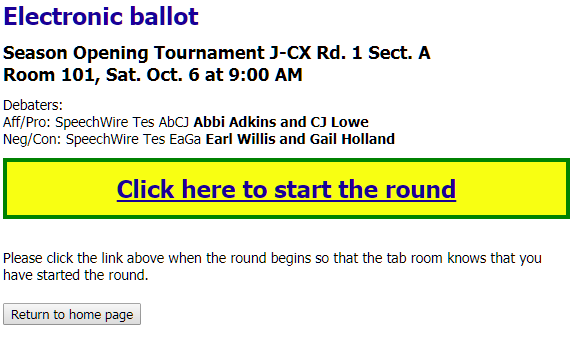 Electronic ballot
Season Opening Tournament J-CX Rd. 1 Sect. A
Room 101, Sat. Oct. 6 at 9:00 AM
Debaters:
Aff/Pro: SpeechWire Tes AbCJ Abbi Adkins and CJ Lowe
Neg/Con: SpeechWire Tes EaGa Earl Willis and Gail Holland
Click here to start the round
Please click the link above when the round begins so that the tab room knows that you
have started the round.
Return to home page